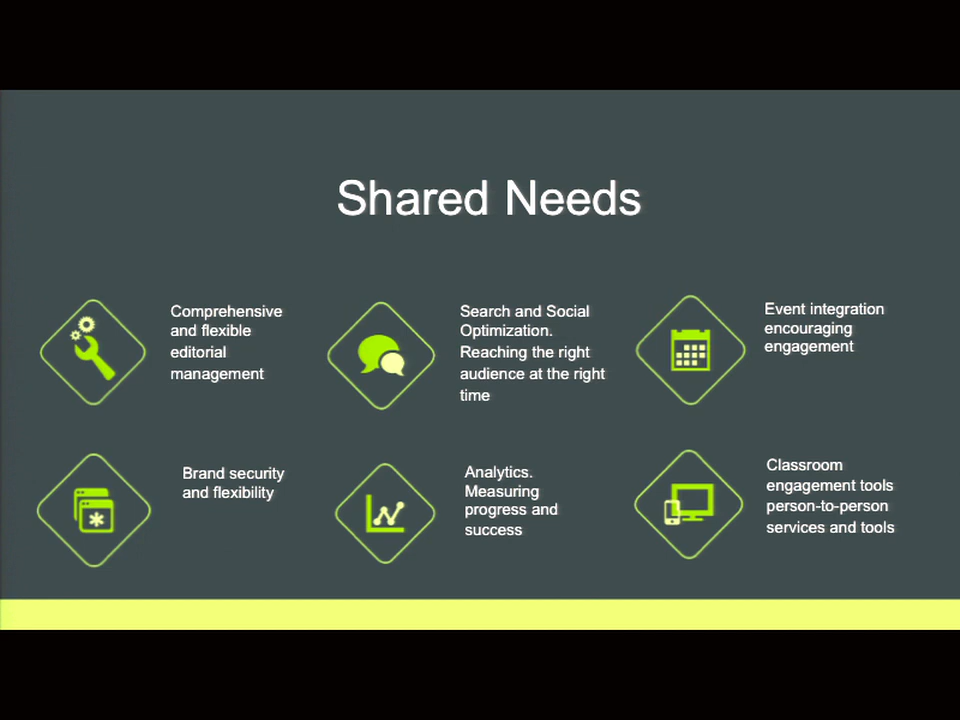 Shared Needs
Comprehensive
and flexible
editorial
management
Search and Social
Optimization.
Reaching the right
audience at the right
time
Event integration
encouraging
engagement
Brand security
and flexibility
Analytics.
Measuring
progress and
success
Classroom
engagement tools
person-to-person
services and tools